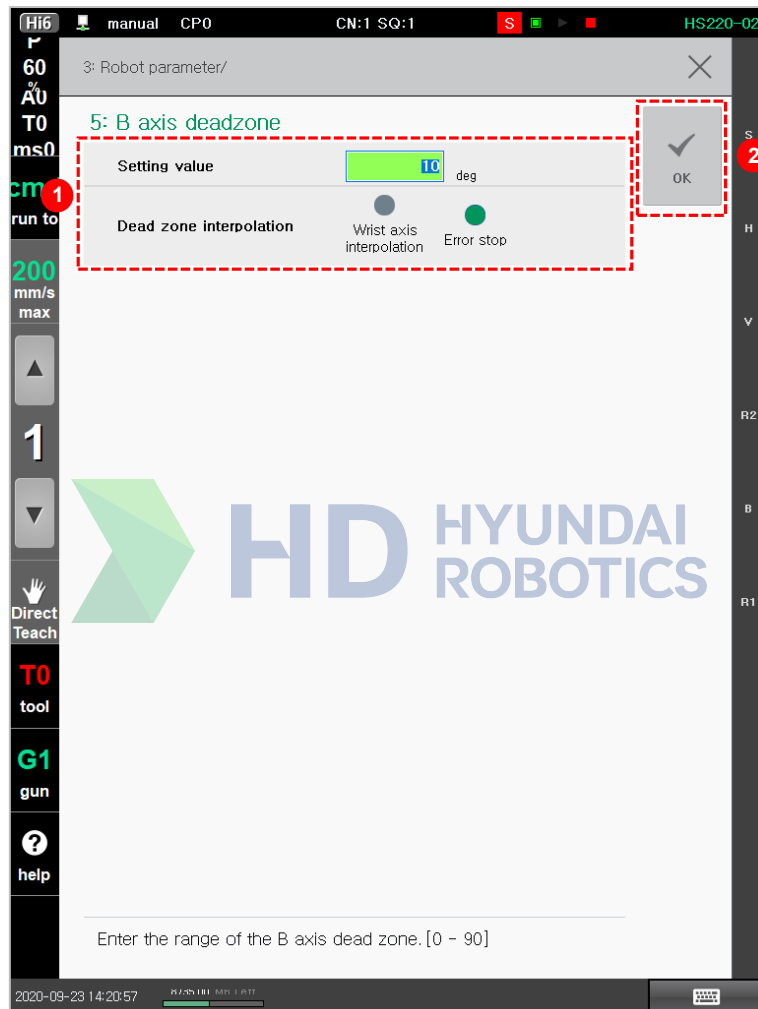 Hi6 manual CP0 CN:1 SQ:1 S HS220-02
P
60
%
A0
T0
ms0
3: Robot parameter/
5: B axis deadzone
Setting value 10 deg
OK
2
1
Dead zone interpolation
Wrist axis
interpolation
Error stop
cm
run to
200
mm/s
max
1
Direct
Teach
T0
tool
G1
gun
?
help
S
H
V
R2
B
R1
HD HYUNDAI
ROBOTICS
Enter the range of the B axis dead zone. [0 - 90]
2020-09-23 14:20:57